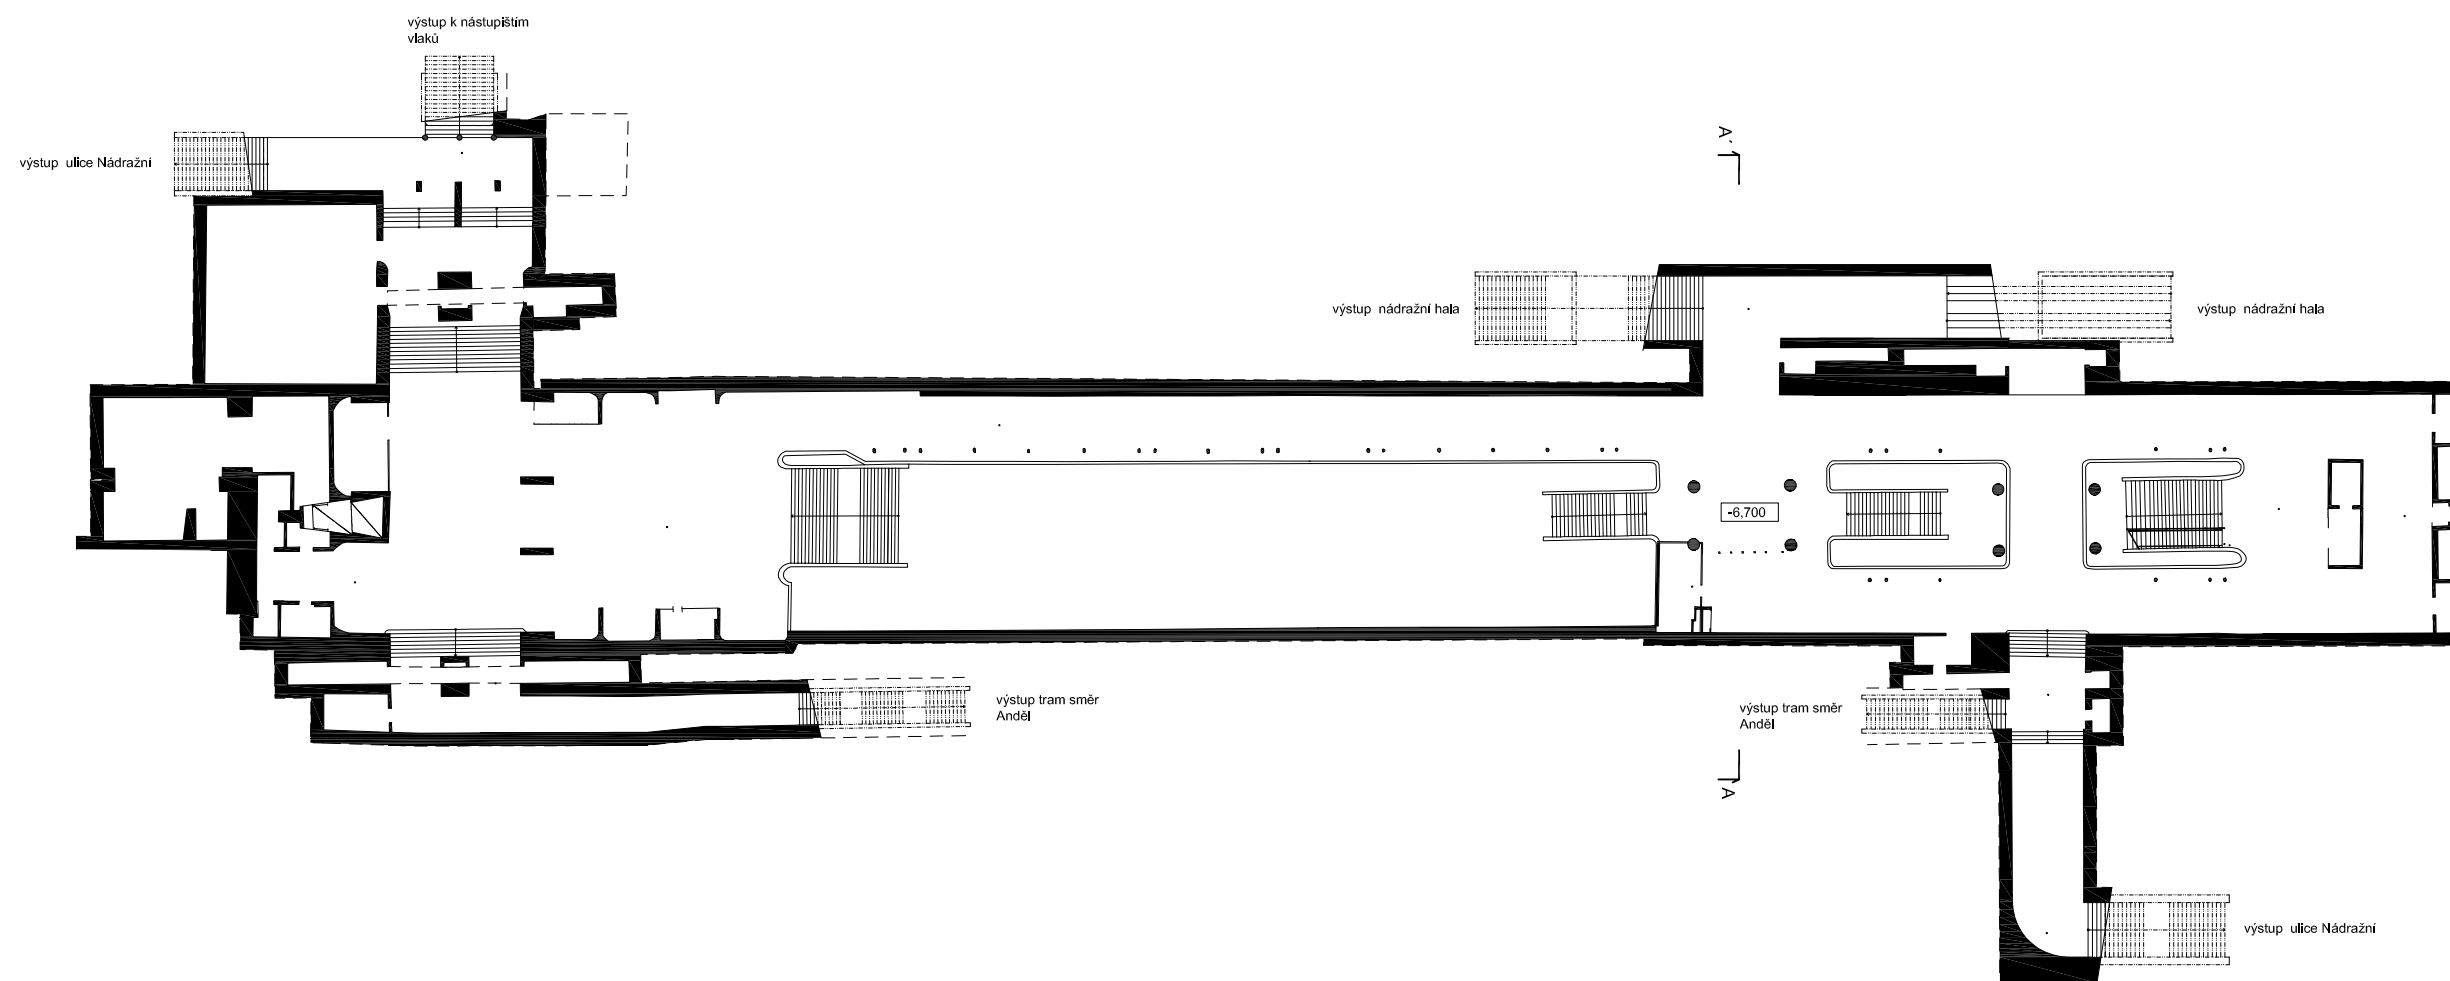 výstup k nástupištím
vlaků
výstup ulice Nádražní
A´
výstup nádražní hala
výstup nádražní hala
-6,700
výstup tram směr
Anděl
výstup tram směr
Anděl
A
výstup ulice Nádražní